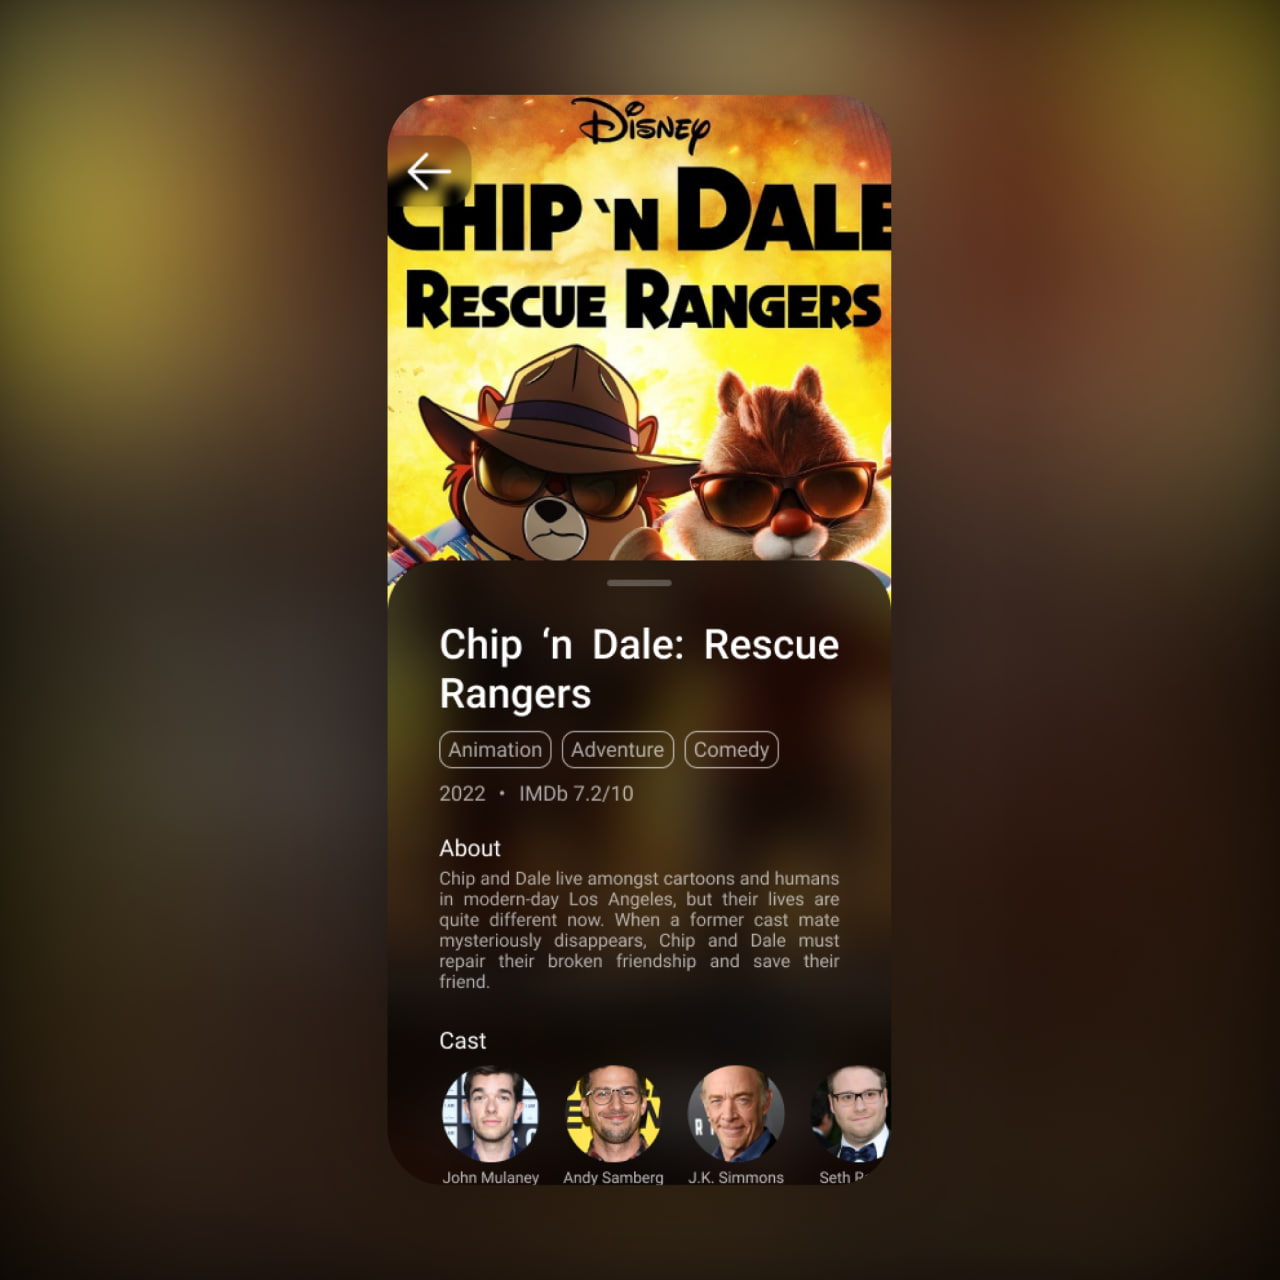 Disney
CHIP 'N DALE
RESCUE RANGERS
Chip ‘n Dale: Rescue
Rangers
Animation Adventure Comedy
2022 • IMDb 7.2/10
About
Chip and Dale live amongst cartoons and humans
in modern-day Los Angeles, but their lives are
quite different now. When a former cast mate
mysteriously disappears, Chip and Dale must
repair their broken friendship and save their
friend.
Cast
John Mulaney Andy Samberg J.K. Simmons Seth